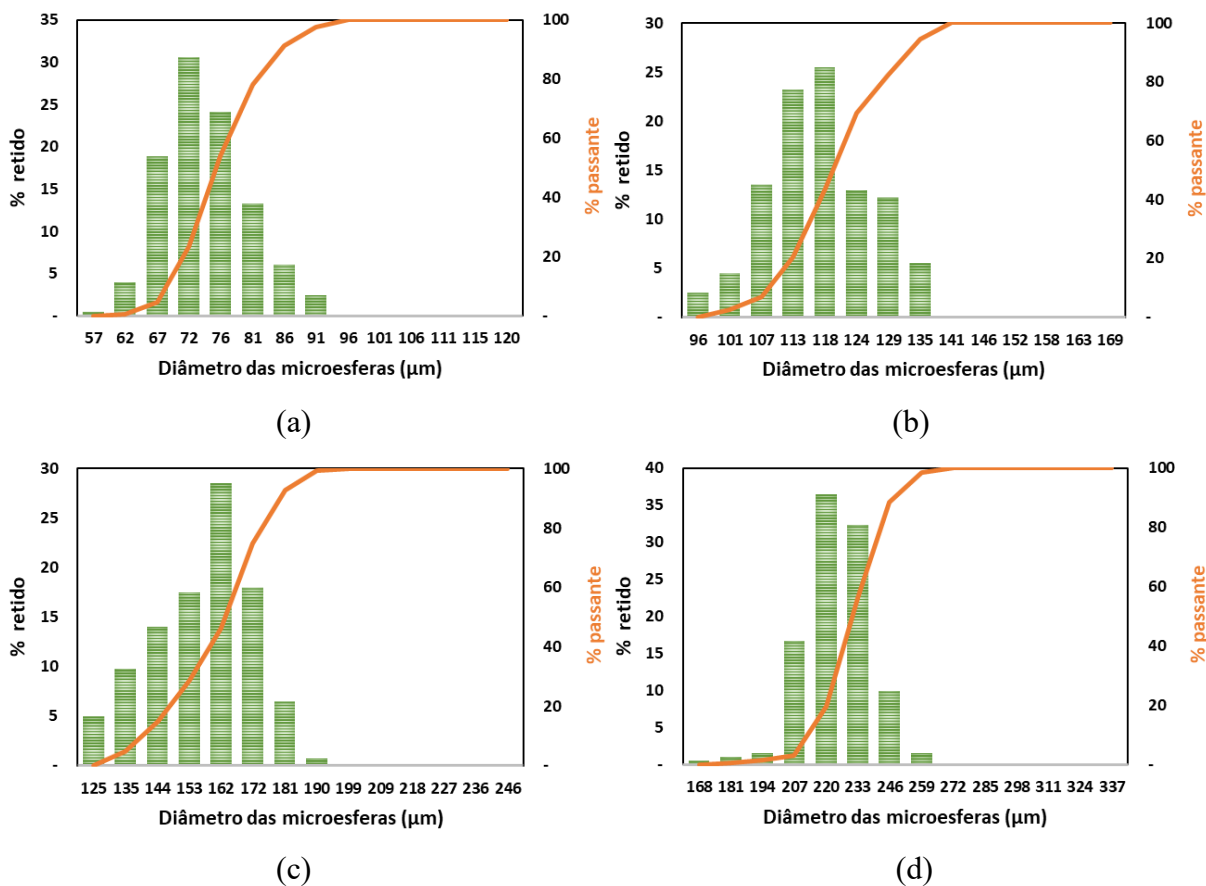 35
30
25
20
15
10
5
-
% retido
100
80
60
40
20
-
% passante
57 62 67 72 76 81 86 91 96 101 106 111 115 120
Diâmetro das microesferas (µm)
(a)
30
25
20
15
10
5
-
% retido
100
80
60
40
20
-
% passante
96 101 107 113 118 124 129 135 141 146 152 158 163 169
Diâmetro das microesferas (µm)
(b)
30
25
20
15
10
5
-
% retido
100
80
60
40
20
-
% passante
125 135 144 153 162 172 181 190 199 209 218 227 236 246
Diâmetro das microesferas (µm)
(c)
40
35
30
25
20
15
10
5
-
% retido
100
80
60
40
20
-
% passante
168 181 194 207 220 233 246 259 272 285 298 311 324 337
Diâmetro das microesferas (µm)
(d)